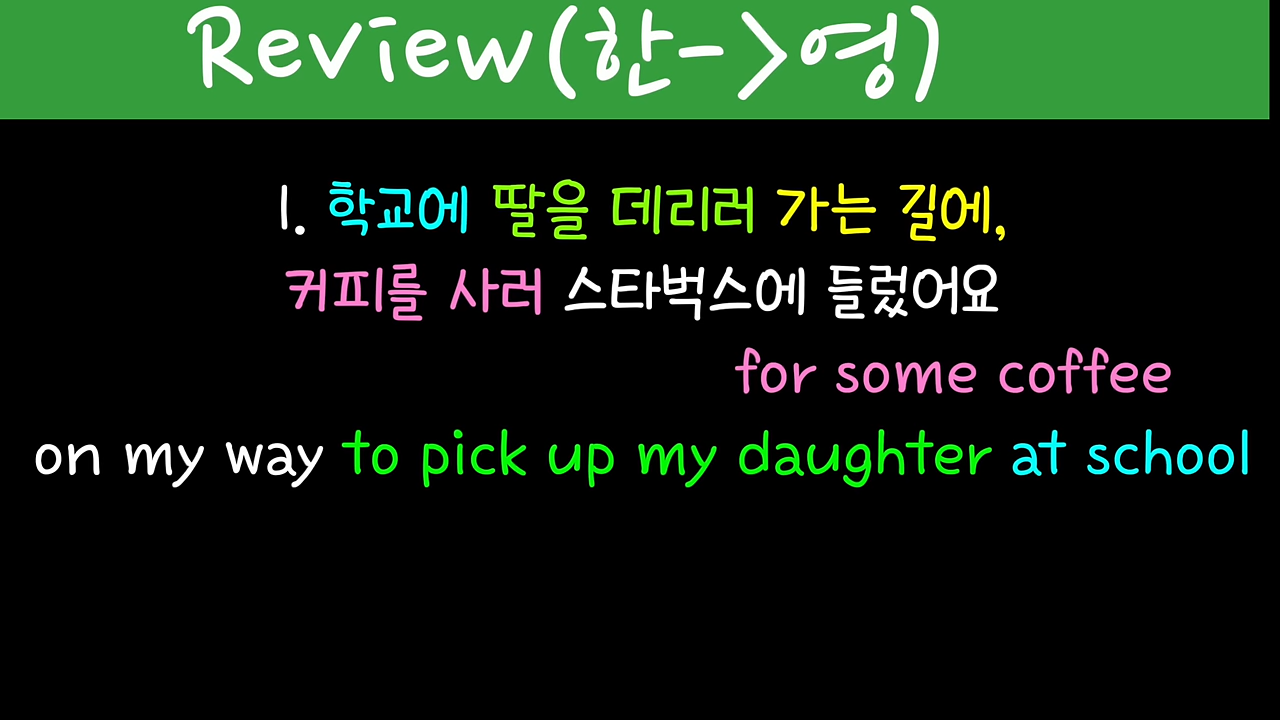 Review(한->영)
1. 학교에 딸을 데리러 가는 길에,
커피를 사러 스타벅스에 들렀어요
for some coffee
on my way to pick up my daughter at school